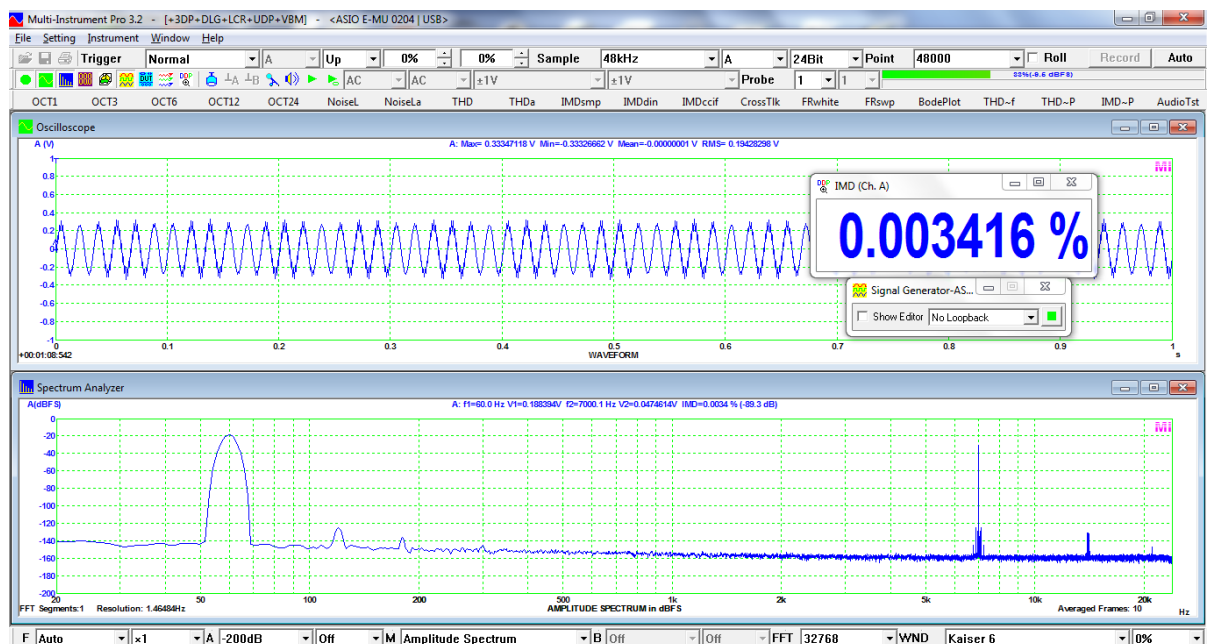 Multi-Instrument Pro 3.2 - [+3DP+DLG+LCR+UDP+VBM] - <ASIO E-MU 0204 | USB>
File Setting Instrument Window Help
Trigger Normal A Up 0% 0% Sample 48kHz A 24Bit Point 48000 Roll Record Auto
AC AC ±1V ±1V Probe 1 1 33%(-9.6 dBFS)
OCT1 OCT3 OCT6 OCT12 OCT24 NoiseL NoiseLa THD THDa IMDsmp IMDdin IMDccif CrossTlk FRwhite FRswp BodePlot THD~f THD~P IMD~P AudioTst
Oscilloscope
A (V) A: Max= 0.33347118 V Min=-0.33326662 V Mean=-0.00000001 V RMS= 0.19428298 V
1
0.8
0.6
0.4
0.2
0
-0.2
-0.4
-0.6
-0.8
-1
Mi
IMD (Ch. A)
0.003416 %
Signal Generator-AS...
Show Editor No Loopback
0 0.1 0.2 0.3 0.4 0.5 0.6 0.7 0.8 0.9 1
+00:01:08:542 WAVEFORM s
Spectrum Analyzer
A(dBFS) A: f1=60.0 Hz V1=0.188394V f2=7000.1 Hz V2=0.0474614V IMD=0.0034 % (-89.3 dB)
0
-20
-40
-60
-80
-100
-120
-140
-160
-180
-200
Mi
20 50 100 200 500 1k 2k 5k 10k 20k
FFT Segments:1 Resolution: 1.46484Hz AMPLITUDE SPECTRUM in dBFS Averaged Frames: 10 Hz
F Auto ×1 A -200dB Off M Amplitude Spectrum B Off Off FFT 32768 WND Kaiser 6 0%